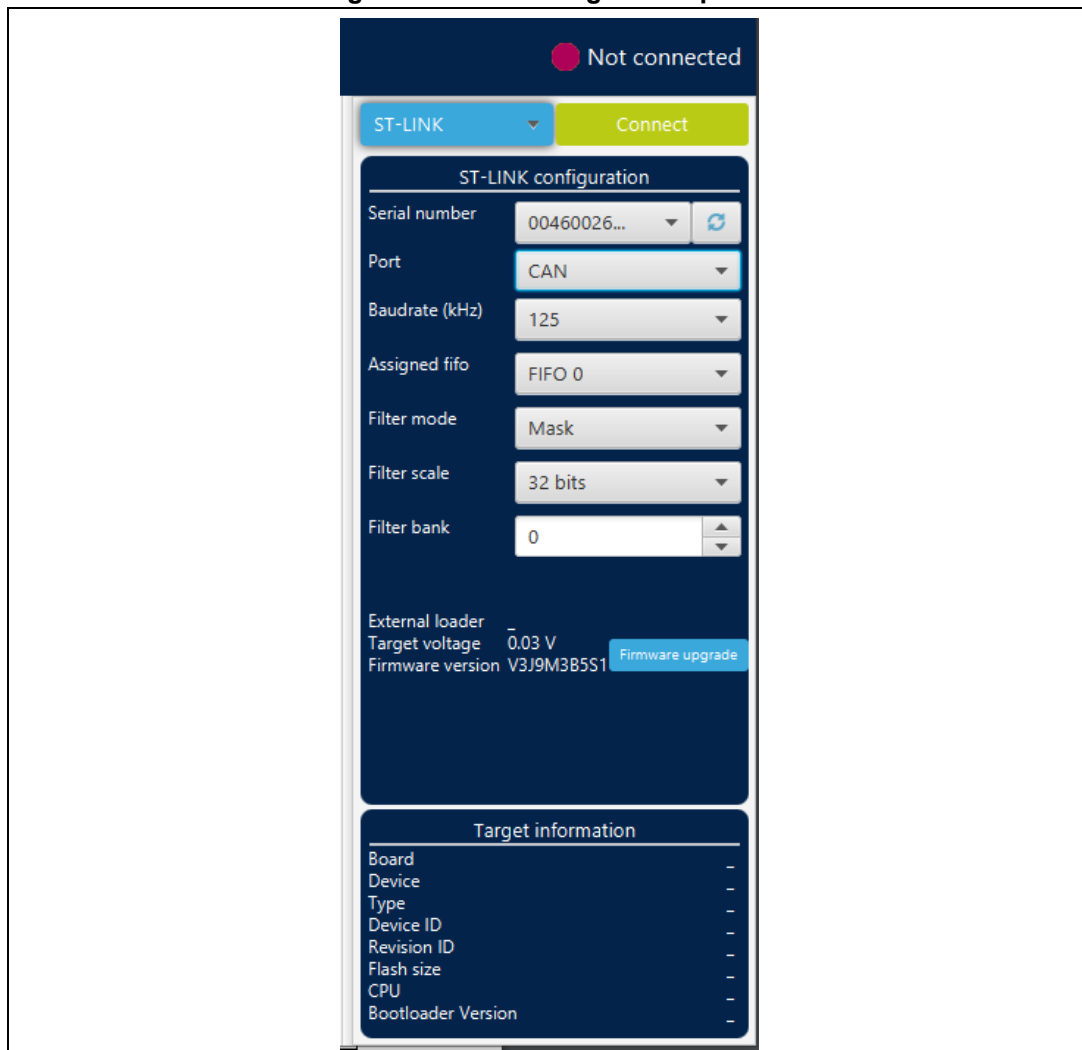 Not connected
ST-LINK Connect
ST-LINK configuration
Serial number 00460026...
Port CAN
Baudrate (kHz) 125
Assigned fifo FIFO 0
Filter mode Mask
Filter scale 32 bits
Filter bank 0
External loader _
Target voltage 0.03 V
Firmware version V3J9M3B5S1 Firmware upgrade
Target information
Board _
Device _
Type _
Device ID _
Revision ID _
Flash size _
CPU _
Bootloader Version _